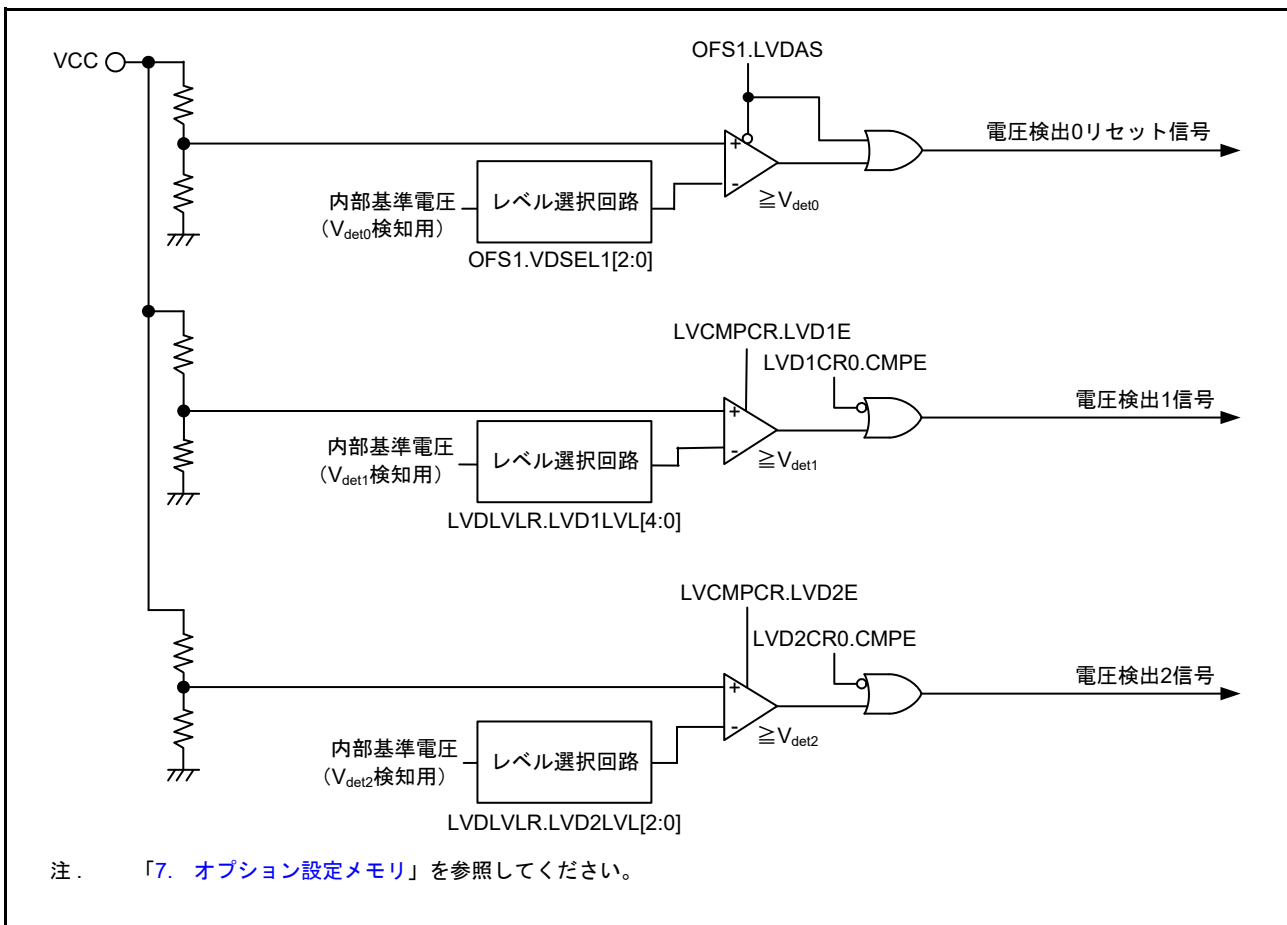 OFS1.LVDAS
VCC
電圧検出0リセット信号
+
-
内部基準電圧
(Vdet0検知用)
レベル選択回路
≧Vdet0
OFS1.VDSEL1[2:0]
LVCMPCR.LVD1E
LVD1CR0.CMPE
電圧検出1信号
+
-
内部基準電圧
(Vdet1検知用)
レベル選択回路
≧Vdet1
LVDLVLR.LVD1LVL[4:0]
LVCMPCR.LVD2E
LVD2CR0.CMPE
電圧検出2信号
+
-
内部基準電圧
(Vdet2検知用)
レベル選択回路
≧Vdet2
LVDLVLR.LVD2LVL[2:0]
注. 「7. オプション設定メモリ」を参照してください。